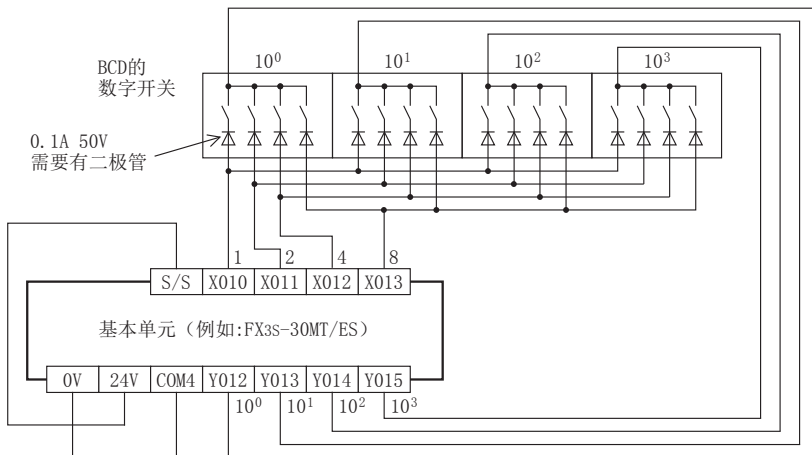 10⁰ 10¹ 10² 10³
BCD的
数字开关
0.1A 50V
需要有二极管
1 2 4 8
S/S X010 X011 X012 X013
基本单元（例如:FX3S-30MT/ES）
0V 24V COM4 Y012 Y013 Y014 Y015
10⁰ 10¹ 10² 10³